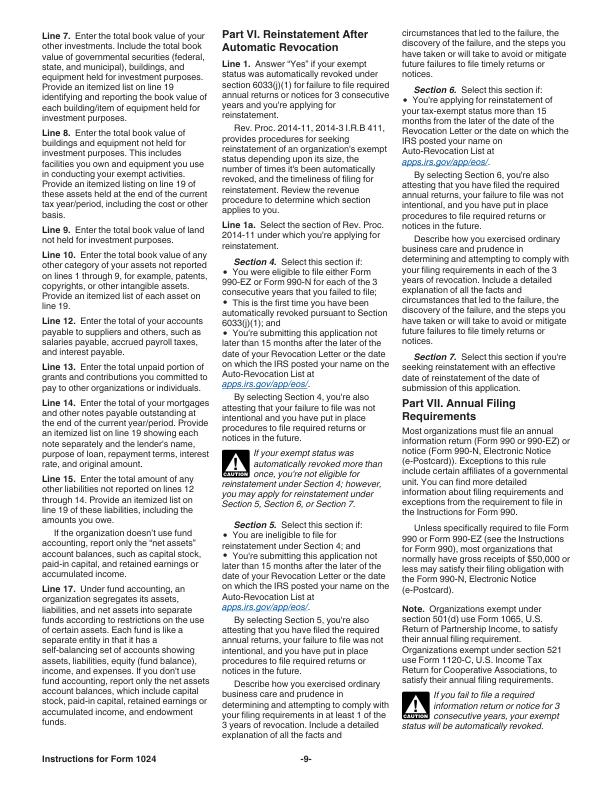 Line 7. Enter the total book value of your
other investments. Include the total book
value of governmental securities (federal,
state, and municipal), buildings, and
equipment held for investment purposes.
Provide an itemized list on line 19
identifying and reporting the book value of
each building/item of equipment held for
investment purposes.
Line 8. Enter the total book value of
buildings and equipment not held for
investment purposes. This includes
facilities you own and equipment you use
in conducting your exempt activities.
Provide an itemized listing on line 19 of
these assets held at the end of the current
tax year/period, including the cost or other
basis.
Line 9. Enter the total book value of land
not held for investment purposes.
Line 10. Enter the total book value of any
other category of your assets not reported
on lines 1 through 9, for example, patents,
copyrights, or other intangible assets.
Provide an itemized list of each asset on
line 19.
Line 12. Enter the total of your accounts
payable to suppliers and others, such as
salaries payable, accrued payroll taxes,
and interest payable.
Line 13. Enter the total unpaid portion of
grants and contributions you committed to
pay to other organizations or individuals.
Line 14. Enter the total of your mortgages
and other notes payable outstanding at
the end of the current year/period. Provide
an itemized list on line 19 showing each
note separately and the lender's name,
purpose of loan, repayment terms, interest
rate, and original amount.
Line 15. Enter the total amount of any
other liabilities not reported on lines 12
through 14. Provide an itemized list on
line 19 of these liabilities, including the
amounts you owe.
If the organization doesn't use fund
accounting, report only the “net assets”
account balances, such as capital stock,
paid-in capital, and retained earnings or
accumulated income.
Line 17. Under fund accounting, an
organization segregates its assets,
liabilities, and net assets into separate
funds according to restrictions on the use
of certain assets. Each fund is like a
separate entity in that it has a
self-balancing set of accounts showing
assets, liabilities, equity (fund balance),
income, and expenses. If you don't use
fund accounting, report only the net assets
account balances, which include capital
stock, paid-in capital, retained earnings or
accumulated income, and endowment
funds.
Part VI. Reinstatement After
Automatic Revocation
Line 1. Answer “Yes” if your exempt
status was automatically revoked under
section 6033(j)(1) for failure to file required
annual returns or notices for 3 consecutive
years and you're applying for
reinstatement.
Rev. Proc. 2014-11, 2014-3 I.R.B 411,
provides procedures for seeking
reinstatement of an organization's exempt
status depending upon its size, the
number of times it's been automatically
revoked, and the timeliness of filing for
reinstatement. Review the revenue
procedure to determine which section
applies to you.
Line 1a. Select the section of Rev. Proc.
2014-11 under which you're applying for
reinstatement.
Section 4. Select this section if:
• You were eligible to file either Form
990-EZ or Form 990-N for each of the 3
consecutive years that you failed to file;
• This is the first time you have been
automatically revoked pursuant to Section
6033(j)(1); and
• You're submitting this application not
later than 15 months after the later of the
date of your Revocation Letter or the date
on which the IRS posted your name on the
Auto-Revocation List at
apps.irs.gov/app/eos/.
By selecting Section 4, you're also
attesting that your failure to file was not
intentional and you have put in place
procedures to file required returns or
notices in the future.
CAUTION
If your exempt status was
automatically revoked more than
once, you're not eligible for
reinstatement under Section 4; however,
you may apply for reinstatement under
Section 5, Section 6, or Section 7.
Section 5. Select this section if:
• You are ineligible to file for
reinstatement under Section 4; and
• You're submitting this application not
later than 15 months after the later of the
date of your Revocation Letter or the date
on which the IRS posted your name on the
Auto-Revocation List at
apps.irs.gov/app/eos/.
By selecting Section 5, you're also
attesting that you have filed the required
annual returns, your failure to file was not
intentional, and you have put in place
procedures to file required returns or
notices in the future.
Describe how you exercised ordinary
business care and prudence in
determining and attempting to comply with
your filing requirements in at least 1 of the
3 years of revocation. Include a detailed
explanation of all the facts and
circumstances that led to the failure, the
discovery of the failure, and the steps you
have taken or will take to avoid or mitigate
future failures to file timely returns or
notices.
Section 6. Select this section if:
• You're applying for reinstatement of
your tax-exempt status more than 15
months from the later of the date of the
Revocation Letter or the date on which the
IRS posted your name on
Auto-Revocation List at
apps.irs.gov/app/eos/.
By selecting Section 6, you're also
attesting that you have filed the required
annual returns, your failure to file was not
intentional, and you have put in place
procedures to file required returns or
notices in the future.
Describe how you exercised ordinary
business care and prudence in
determining and attempting to comply with
your filing requirements in each of the 3
years of revocation. Include a detailed
explanation of all the facts and
circumstances that led to the failure, the
discovery of the failure, and the steps you
have taken or will take to avoid or mitigate
future failures to file timely returns or
notices.
Section 7. Select this section if you're
seeking reinstatement with an effective
date of reinstatement of the date of
submission of this application.
Part VII. Annual Filing
Requirements
Most organizations must file an annual
information return (Form 990 or 990-EZ) or
notice (Form 990-N, Electronic Notice
(e-Postcard)). Exceptions to this rule
include certain affiliates of a governmental
unit. You can find more detailed
information about filing requirements and
exceptions from the requirement to file in
the Instructions for Form 990.
Unless specifically required to file Form
990 or Form 990-EZ (see the Instructions
for Form 990), most organizations that
normally have gross receipts of $50,000 or
less may satisfy their filing obligation with
the Form 990-N, Electronic Notice
(e-Postcard).
Note. Organizations exempt under
section 501(d) use Form 1065, U.S.
Return of Partnership Income, to satisfy
their annual filing requirement.
Organizations exempt under section 521
use Form 1120-C, U.S. Income Tax
Return for Cooperative Associations, to
satisfy their annual filing requirements.
CAUTION
If you fail to file a required
information return or notice for 3
consecutive years, your exempt
status will be automatically revoked.
Instructions for Form 1024
-9-